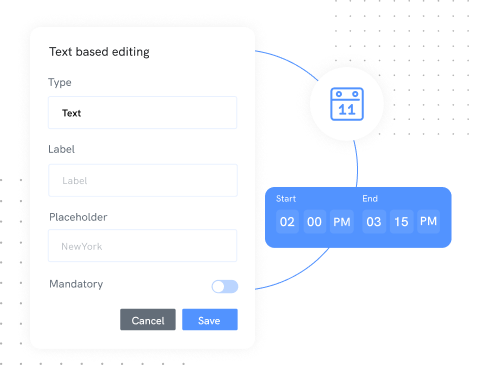 Text based editing
Type
Text
Label
Label
Placeholder
NewYork
Mandatory
Cancel Save
11
Start End
02 00 PM 03 15 PM